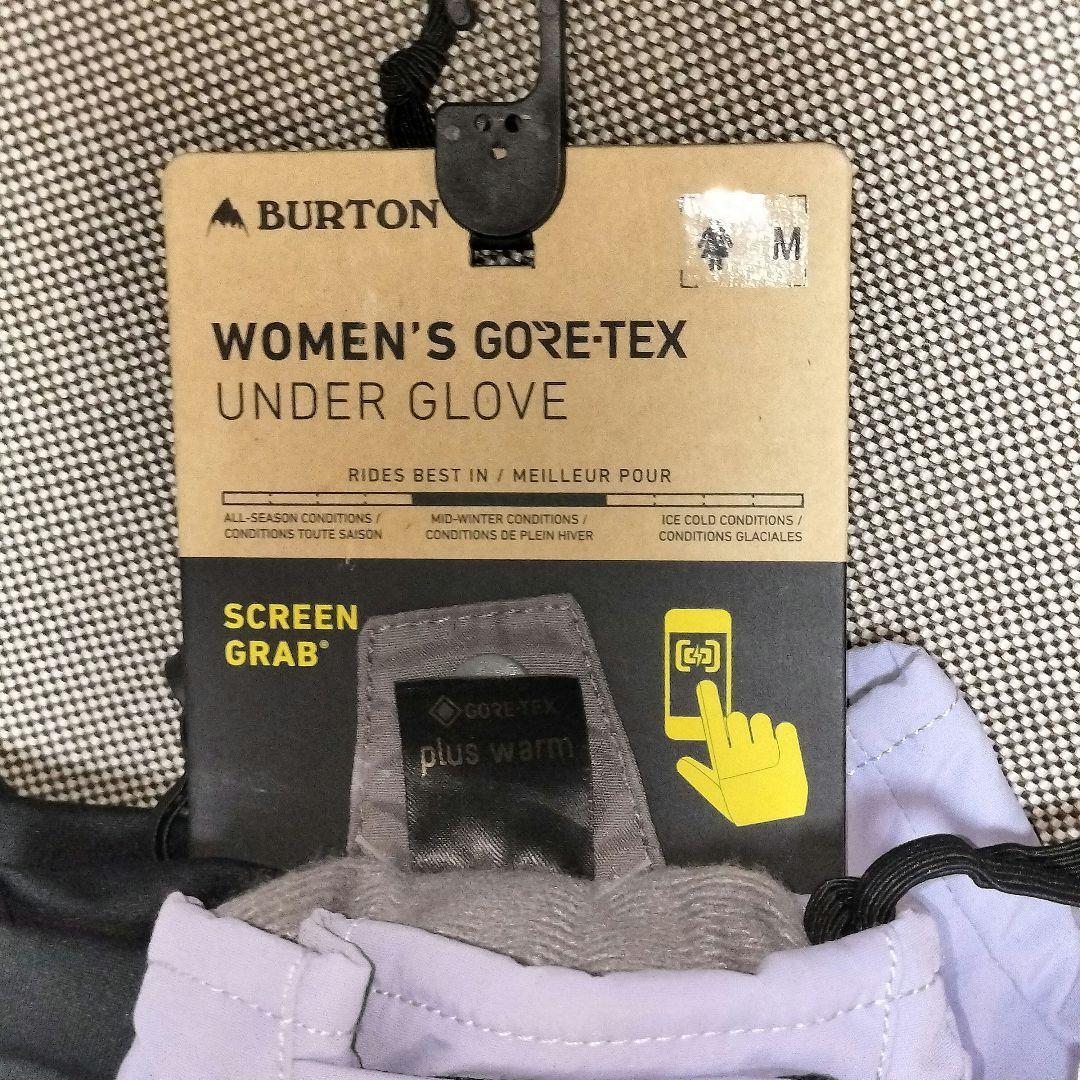 BURTON
M
WOMEN'S GORE-TEX
UNDER GLOVE
RIDES BEST IN / MEILLEUR POUR
ALL-SEASON CONDITIONS /
CONDITIONS TOUTE SAISON
MID-WINTER CONDITIONS /
CONDITIONS DE PLEIN HIVER
ICE COLD CONDITIONS /
CONDITIONS GLACIALES
SCREEN
GRAB®
GORE-TEX
plus warm